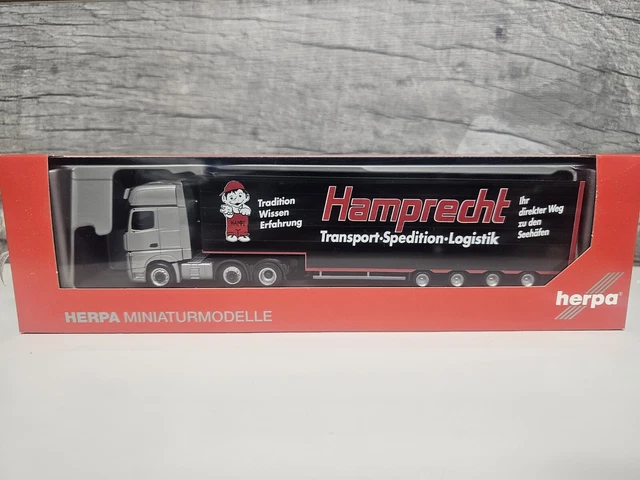 Tradition
Wissen
Erfahrung
Hamprecht
Transport·Spedition·Logistik
Ihr
direkter Weg
zu den
Seehäfen
HERPA MINIATURMODELLE
herpa